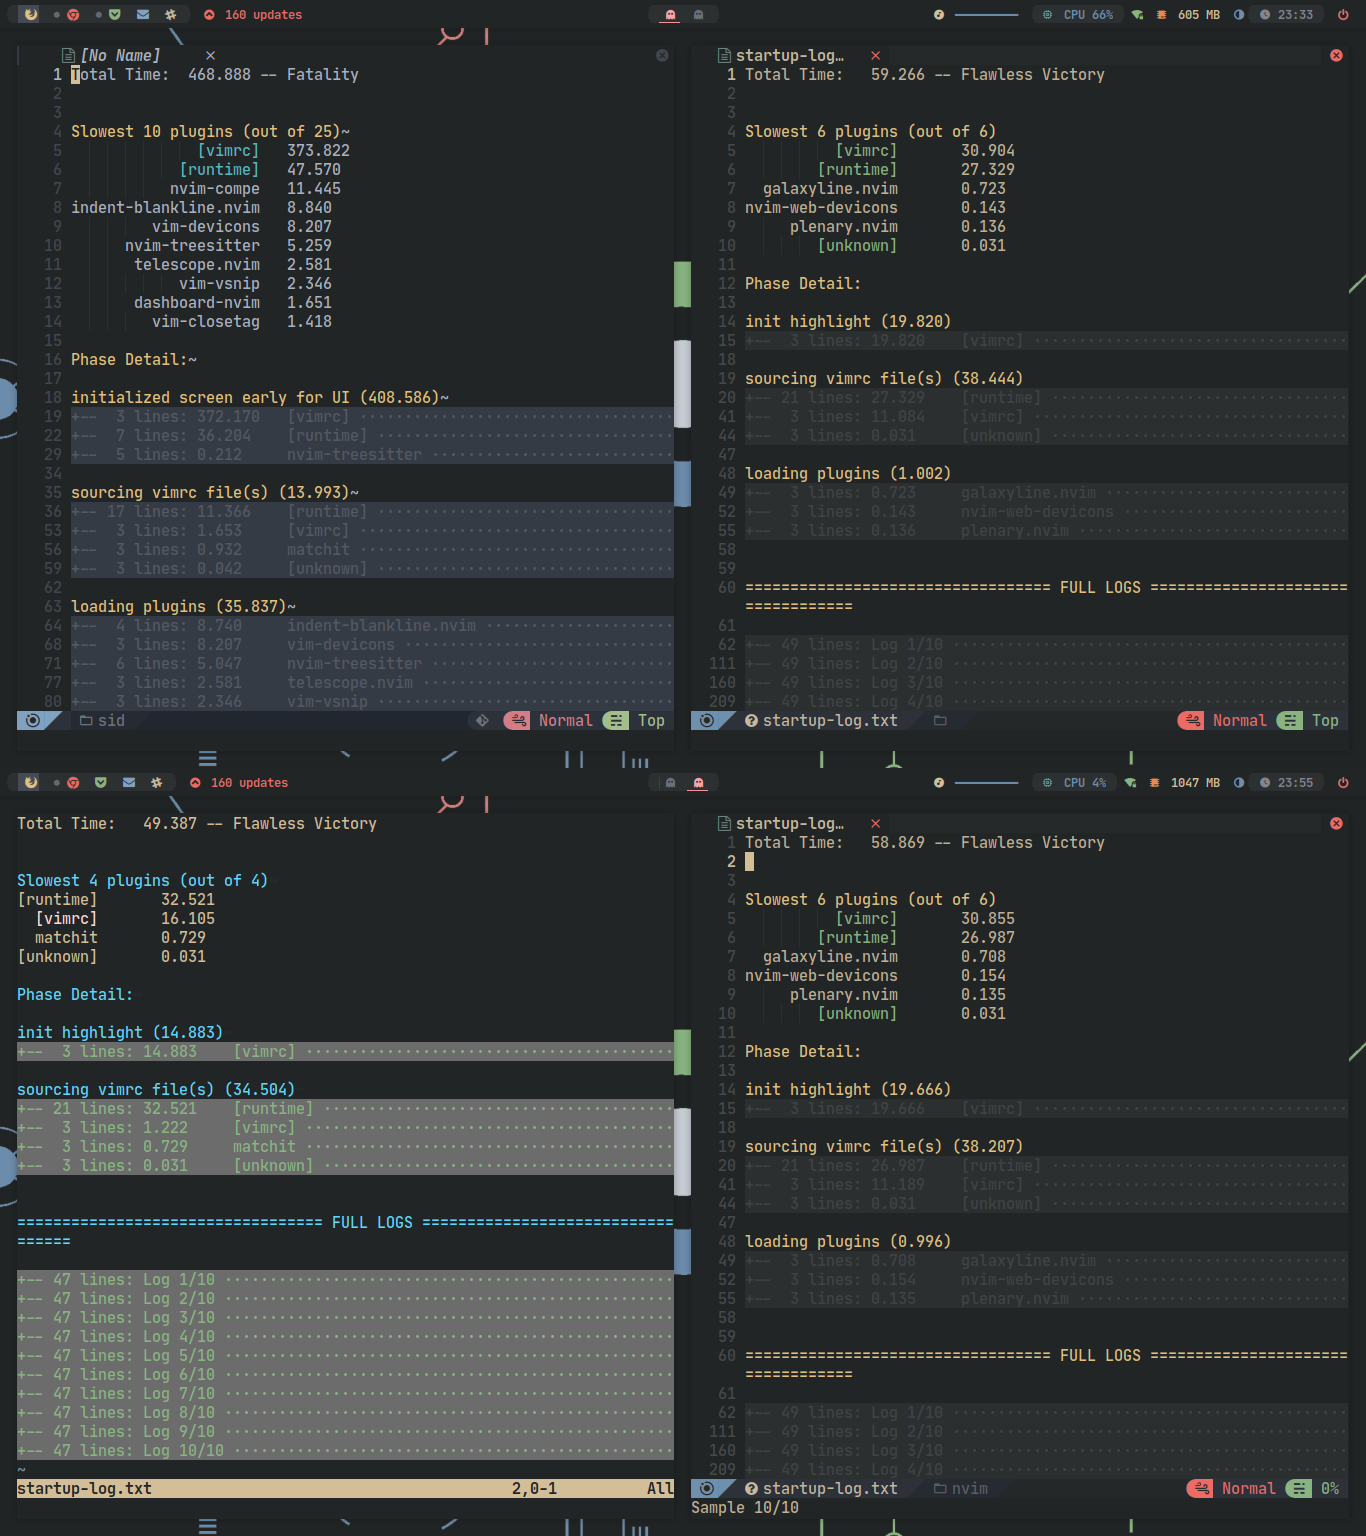 160 updates
CPU 66%
605 MB
23:33
[No Name] ×
1 Total Time: 468.888 -- Fatality
2
3
4 Slowest 10 plugins (out of 25)~
5 [vimrc] 373.822
6 [runtime] 47.570
7 nvim-compe 11.445
8 indent-blankline.nvim 8.840
9 vim-devicons 8.207
10 nvim-treesitter 5.259
11 telescope.nvim 2.581
12 vim-vsnip 2.346
13 dashboard-nvim 1.651
14 vim-closetag 1.418
15
16 Phase Detail:~
17
18 initialized screen early for UI (408.586)~
19 +-- 3 lines: 372.170 [vimrc]
22 +-- 7 lines: 36.204 [runtime]
29 +-- 5 lines: 0.212 nvim-treesitter
34
35 sourcing vimrc file(s) (13.993)~
36 +-- 17 lines: 11.366 [runtime]
53 +-- 3 lines: 1.653 [vimrc]
56 +-- 3 lines: 0.932 matchit
59 +-- 3 lines: 0.042 [unknown]
62
63 loading plugins (35.837)~
64 +-- 4 lines: 8.740 indent-blankline.nvim
68 +-- 3 lines: 8.207 vim-devicons
71 +-- 6 lines: 5.047 nvim-treesitter
77 +-- 3 lines: 2.581 telescope.nvim
80 +-- 3 lines: 2.346 vim-vsnip
sid Normal Top
startup-log… ×
1 Total Time: 59.266 -- Flawless Victory
2
3
4 Slowest 6 plugins (out of 6)
5 [vimrc] 30.904
6 [runtime] 27.329
7 galaxyline.nvim 0.723
8 nvim-web-devicons 0.143
9 plenary.nvim 0.136
10 [unknown] 0.031
11
12 Phase Detail:
13
14 init highlight (19.820)
15 +-- 3 lines: 19.820 [vimrc]
18
19 sourcing vimrc file(s) (38.444)
20 +-- 21 lines: 27.329 [runtime]
41 +-- 3 lines: 11.084 [vimrc]
44 +-- 3 lines: 0.031 [unknown]
47
48 loading plugins (1.002)
49 +-- 3 lines: 0.723 galaxyline.nvim
52 +-- 3 lines: 0.143 nvim-web-devicons
55 +-- 3 lines: 0.136 plenary.nvim
58
59
60 ================================== FULL LOGS ======================
============
61
62 +-- 49 lines: Log 1/10
111 +-- 49 lines: Log 2/10
160 +-- 49 lines: Log 3/10
209 +-- 49 lines: Log 4/10
startup-log.txt Normal Top
160 updates
CPU 4%
1047 MB
23:55
Total Time: 49.387 -- Flawless Victory
Slowest 4 plugins (out of 4)
[runtime] 32.521
[vimrc] 16.105
matchit 0.729
[unknown] 0.031
Phase Detail:
init highlight (14.883)
+-- 3 lines: 14.883 [vimrc]
sourcing vimrc file(s) (34.504)
+-- 21 lines: 32.521 [runtime]
+-- 3 lines: 1.222 [vimrc]
+-- 3 lines: 0.729 matchit
+-- 3 lines: 0.031 [unknown]
================================== FULL LOGS ============================
======
+-- 47 lines: Log 1/10
+-- 47 lines: Log 2/10
+-- 47 lines: Log 3/10
+-- 47 lines: Log 4/10
+-- 47 lines: Log 5/10
+-- 47 lines: Log 6/10
+-- 47 lines: Log 7/10
+-- 47 lines: Log 8/10
+-- 47 lines: Log 9/10
+-- 47 lines: Log 10/10
~
startup-log.txt 2,0-1 All
startup-log… ×
1 Total Time: 58.869 -- Flawless Victory
2
3
4 Slowest 6 plugins (out of 6)
5 [vimrc] 30.855
6 [runtime] 26.987
7 galaxyline.nvim 0.708
8 nvim-web-devicons 0.154
9 plenary.nvim 0.135
10 [unknown] 0.031
11
12 Phase Detail:
13
14 init highlight (19.666)
15 +-- 3 lines: 19.666 [vimrc]
18
19 sourcing vimrc file(s) (38.207)
20 +-- 21 lines: 26.987 [runtime]
41 +-- 3 lines: 11.189 [vimrc]
44 +-- 3 lines: 0.031 [unknown]
47
48 loading plugins (0.996)
49 +-- 3 lines: 0.708 galaxyline.nvim
52 +-- 3 lines: 0.154 nvim-web-devicons
55 +-- 3 lines: 0.135 plenary.nvim
58
59
60 ================================== FULL LOGS ======================
============
61
62 +-- 49 lines: Log 1/10
111 +-- 49 lines: Log 2/10
160 +-- 49 lines: Log 3/10
209 +-- 49 lines: Log 4/10
startup-log.txt nvim Normal 0%
Sample 10/10